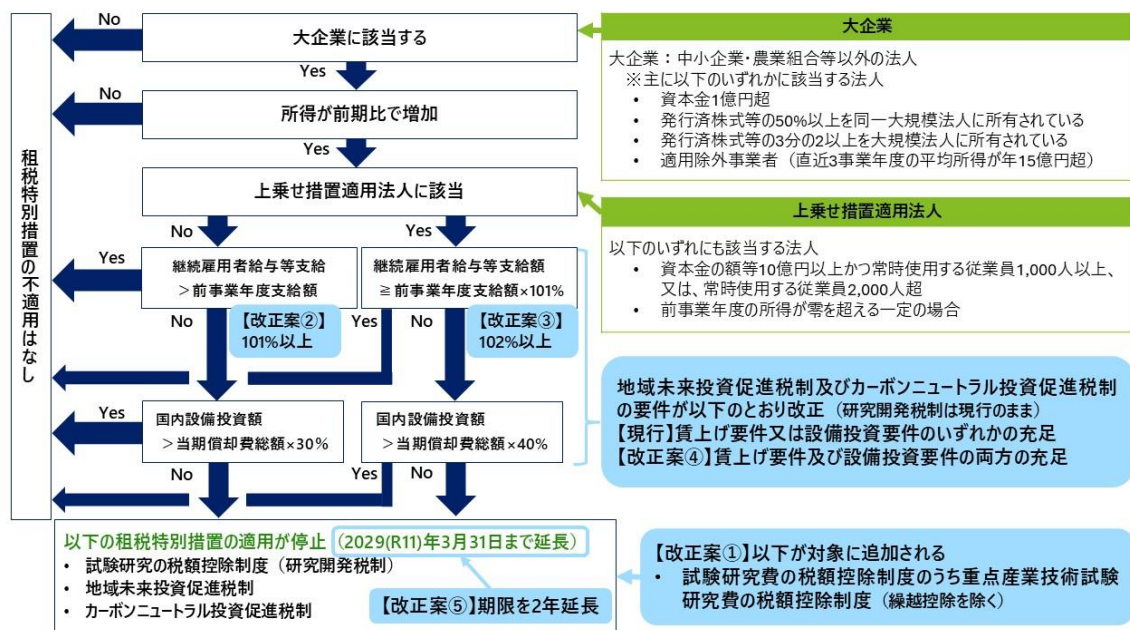 No
大企業に該当する
Yes
No
所得が前期比で増加
Yes
上乗せ措置適用法人に該当
No
Yes
租税特別措置の不適用はなし
Yes
継続雇用者給与等支給
＞前事業年度支給額
継続雇用者給与等支給額
≧前事業年度支給額×101%
No
【改正案②】
101%以上
Yes
No
【改正案③】
102%以上
Yes
国内設備投資額
＞当期償却費総額×30%
国内設備投資額
＞当期償却費総額×40%
No
Yes
No
大企業
大企業：中小企業・農業組合等以外の法人
※主に以下のいずれかに該当する法人
• 資本金1億円超
• 発行済株式等の50%以上を同一大規模法人に所有されている
• 発行済株式等の3分の2以上を大規模法人に所有されている
• 適用除外事業者（直近3事業年度の平均所得が年15億円超）
上乗せ措置適用法人
以下のいずれにも該当する法人
• 資本金の額等10億円以上かつ常時使用する従業員1,000人以上、
又は、常時使用する従業員2,000人超
• 前事業年度の所得が零を超える一定の場合
地域未来投資促進税制及びカーボンニュートラル投資促進税制
の要件が以下のとおり改正（研究開発税制は現行のまま）
【現行】賃上げ要件又は設備投資要件のいずれかの充足
【改正案④】賃上げ要件及び設備投資要件の両方の充足
以下の租税特別措置の適用が停止（2029(R11)年3月31日まで延長）
• 試験研究の税額控除制度（研究開発税制）
• 地域未来投資促進税制
• カーボンニュートラル投資促進税制
【改正案⑤】期限を2年延長
【改正案①】以下が対象に追加される
• 試験研究費の税額控除制度のうち重点産業技術試験
研究費の税額控除制度（繰越控除を除く）